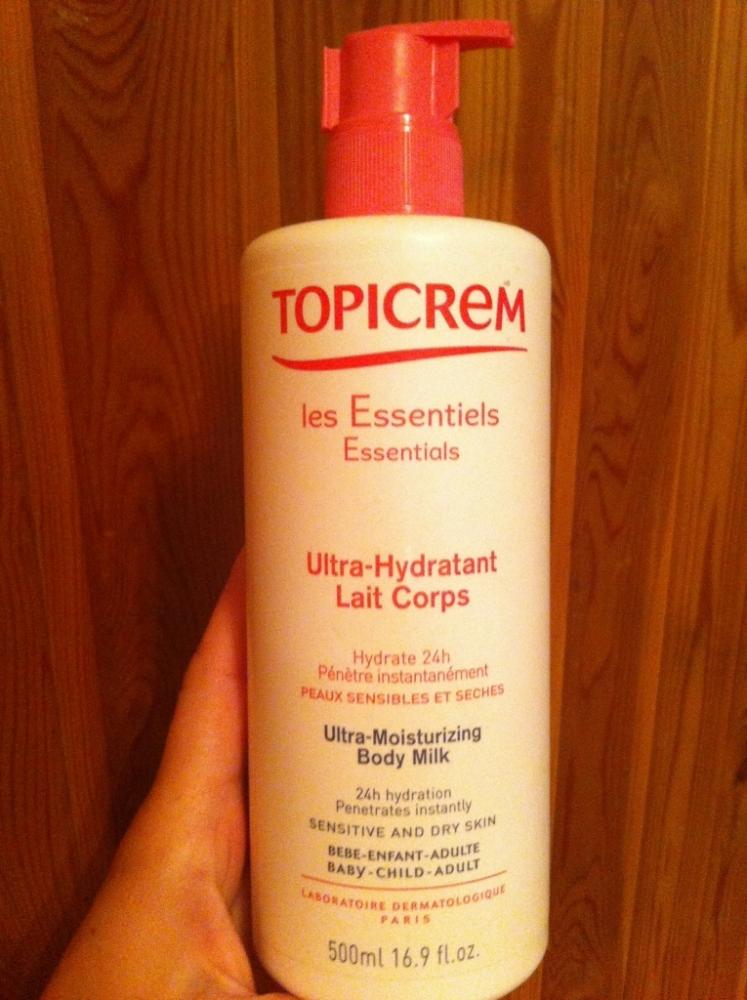 TOPICREM
les Essentiels
Essentials
Ultra-Hydratant
Lait Corps
Hydrate 24h
Pénètre instantanément
PEAUX SENSIBLES ET SECHES
Ultra-Moisturizing
Body Milk
24h hydration
Penetrates instantly
SENSITIVE AND DRY SKIN
BEBE-ENFANT-ADULTE
BABY-CHILD-ADULT
LABORATOIRE DERMATOLOGIQUE
PARIS
500ml 16.9 fl.oz.